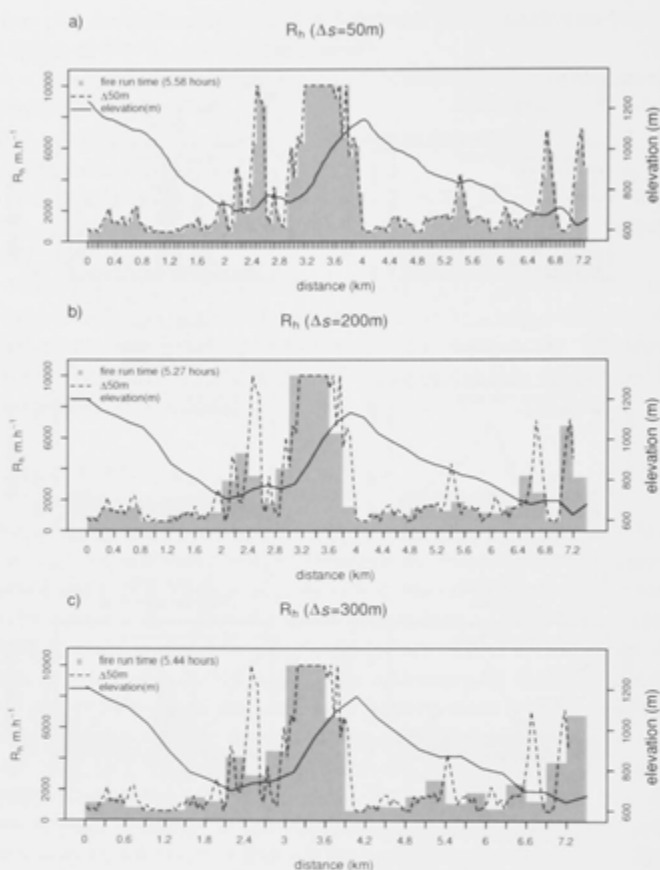 a)
Rh (Δs=50m)
fire run time (5.58 hours)
Δ50m
elevation(m)
Rh m.h⁻¹
0 2000 6000 10000
600 800 1000 1200
elevation (m)
0 0.4 0.8 1.2 1.6 2 2.4 2.8 3.2 3.6 4 4.4 4.8 5.2 5.6 6 6.4 6.8 7.2
distance (km)
b)
Rh (Δs=200m)
fire run time (5.27 hours)
Δ50m
elevation(m)
Rh m.h⁻¹
0 2000 6000 10000
600 800 1000 1200
elevation (m)
0 0.4 0.8 1.2 1.6 2 2.4 2.8 3.2 3.6 4 4.4 4.8 5.2 5.6 6 6.4 6.8 7.2
distance (km)
c)
Rh (Δs=300m)
fire run time (5.44 hours)
Δ50m
elevation(m)
Rh m.h⁻¹
0 2000 6000 10000
600 800 1000 1200
elevation (m)
0 0.6 1.2 1.8 2.4 3 3.6 4.2 4.8 5.4 6 6.6 7.2
distance (km)